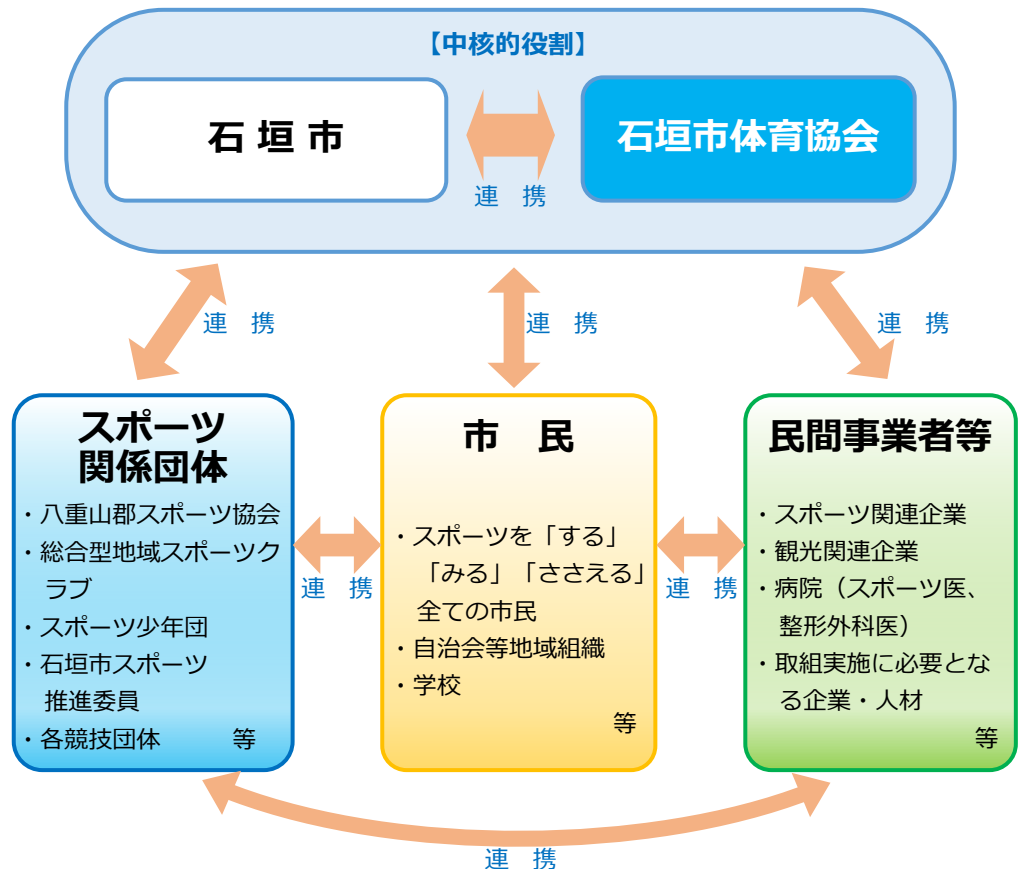 【中核的役割】
石 垣 市
石垣市体育協会
連 携
連 携
連 携
連 携
スポーツ
関係団体
・八重山郡スポーツ協会
・総合型地域スポーツク
ラブ
・スポーツ少年団
・石垣市スポーツ
推進委員
・各競技団体 等
連 携
市 民
・スポーツを「する」
「みる」「ささえる」
全ての市民
・自治会等地域組織
・学校
等
連 携
民間事業者等
・スポーツ関連企業
・観光関連企業
・病院（スポーツ医、
整形外科医）
・取組実施に必要とな
る企業・人材
等
連 携